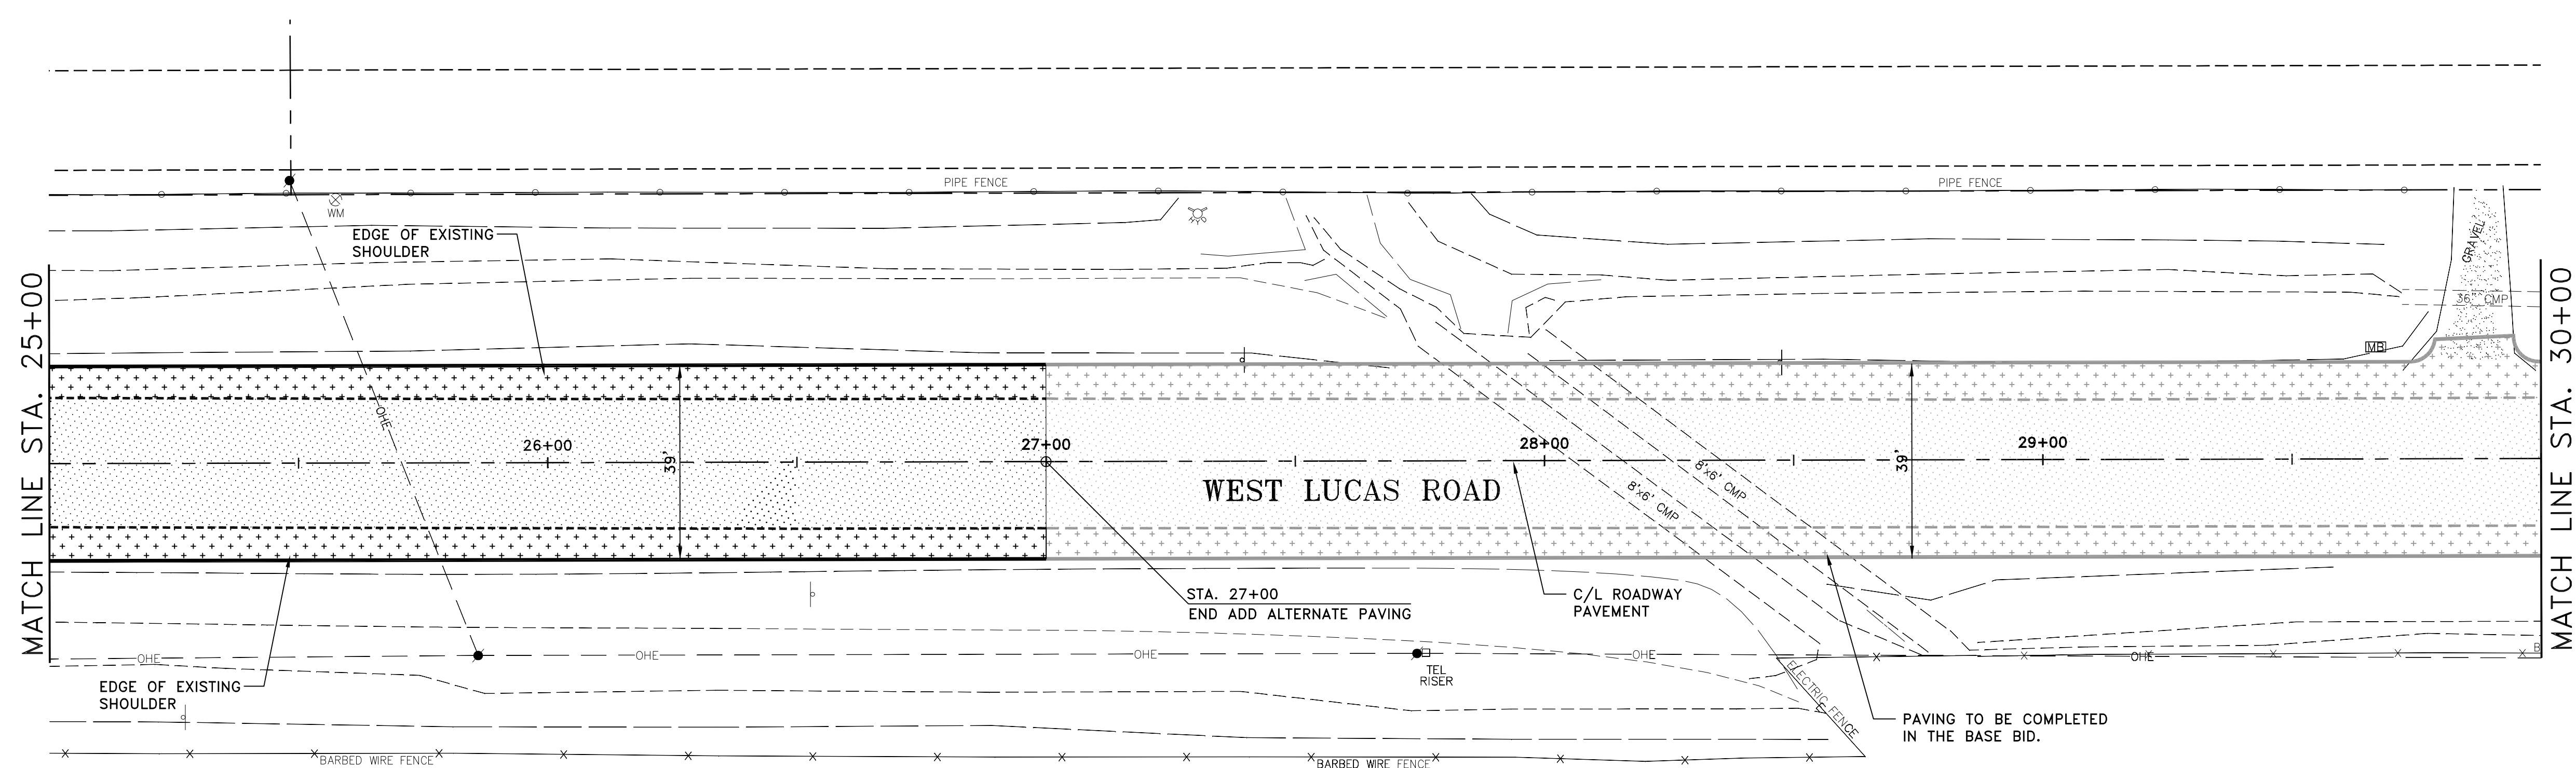 PIPE FENCE
PIPE FENCE
WM
EDGE OF EXISTING
SHOULDER
GRAVEL
36" CMP
MB
MATCH LINE STA. 25+00
MATCH LINE STA. 30+00
OHE
26+00
27+00
28+00
29+00
39'
39'
WEST LUCAS ROAD
8'x6' CMP
8'x6' CMP
STA. 27+00
END ADD ALTERNATE PAVING
C/L ROADWAY
PAVEMENT
OHE
OHE
OHE
OHE
OHE
B
TEL
RISER
EDGE OF EXISTING
SHOULDER
ELECTRIC FENCE
PAVING TO BE COMPLETED
IN THE BASE BID.
BARBED WIRE FENCE
BARBED WIRE FENCE